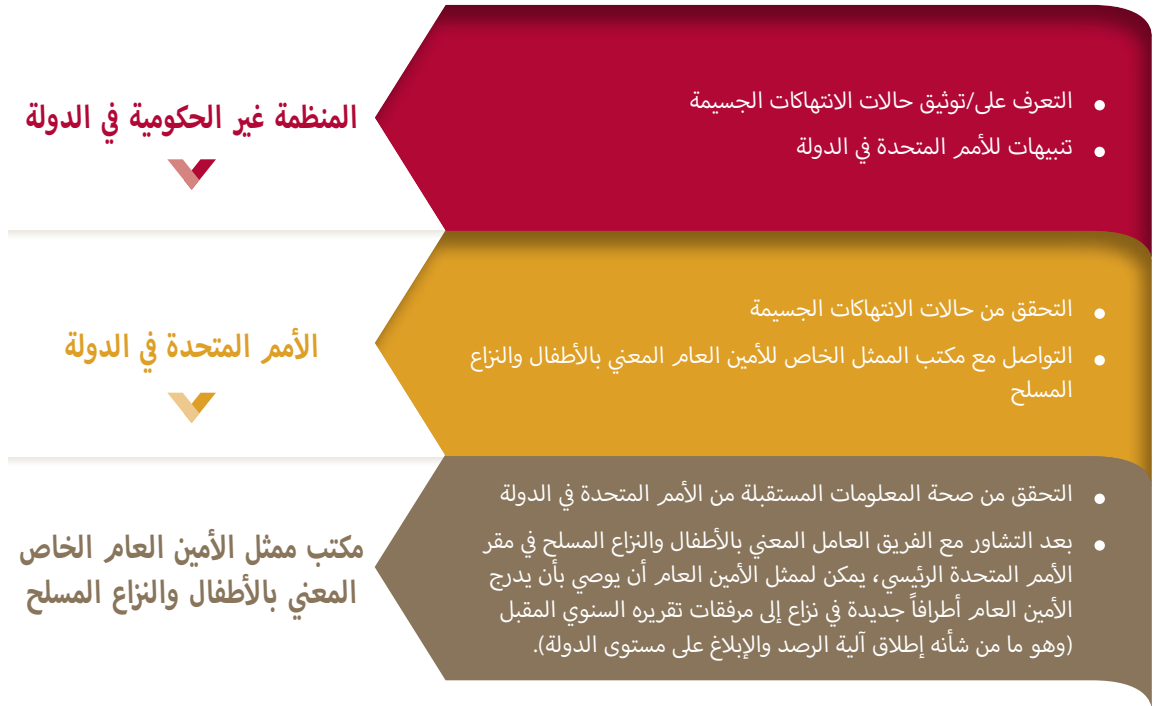 المنظمة غير الحكومية في الدولة
• التعرف على/توثيق حالات الانتهاكات الجسيمة
• تنبيهات للأمم المتحدة في الدولة
الأمم المتحدة في الدولة
• التحقق من حالات الانتهاكات الجسيمة
• التواصل مع مكتب الممثل الخاص للأمين العام المعني بالأطفال والنزاع
المسلح
مكتب ممثل الأمين العام الخاص
المعني بالأطفال والنزاع المسلح
• التحقق من صحة المعلومات المستقبلة من الأمم المتحدة في الدولة
• بعد التشاور مع الفريق العامل المعني بالأطفال والنزاع المسلح في مقر
الأمم المتحدة الرئيسي، يمكن لممثل الأمين العام أن يوصي بأن يدرج
الأمين العام أطرافاً جديدة في نزاع إلى مرفقات تقريره السنوي المقبل
(وهو ما من شأنه إطلاق آلية الرصد والإبلاغ على مستوى الدولة).